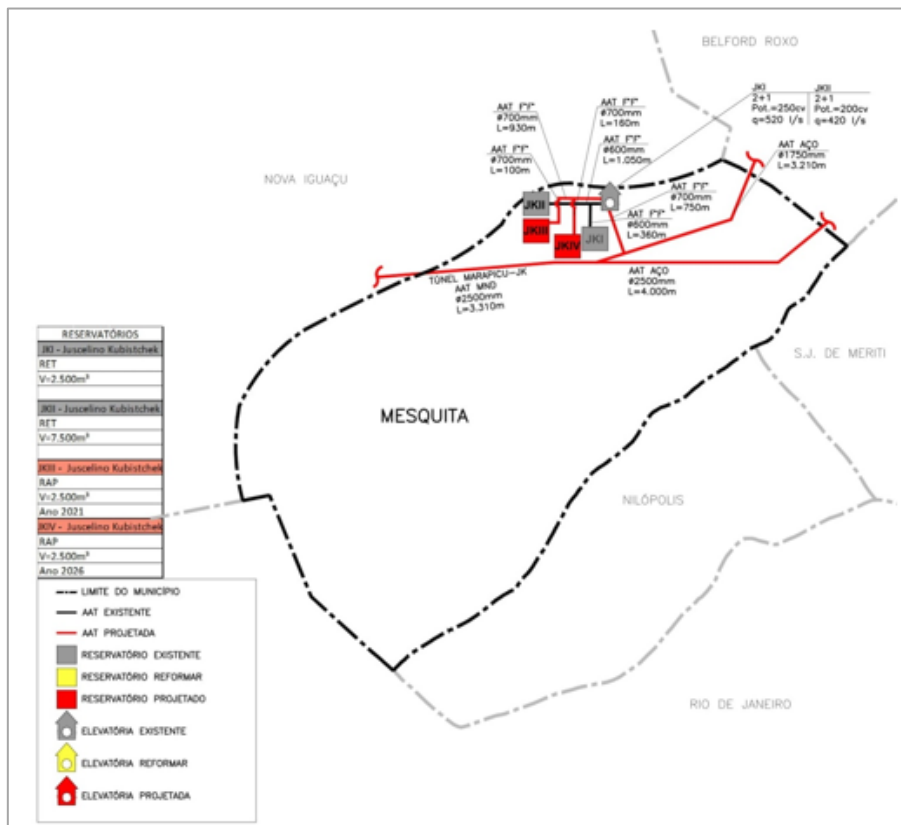 BELFORD ROXO
JKI
2+1
Pot.=250cv
q=520 l/s
JKII
2+1
Pot.=200cv
q=420 l/s
AAT F°F°
ø700mm
L=930m
AAT F°F°
ø700mm
L=160m
AAT F°F°
ø700mm
L=100m
AAT F°F°
ø600mm
L=1.050m
AAT AÇO
ø1750mm
L=3.210m
NOVA IGUAÇU
AAT F°F°
ø700mm
L=750m
AAT F°F°
ø600mm
L=360m
JKII
JKIII
JKIV
JKI
TÚNEL MARAPICU-JK
AAT MND
ø2500mm
L=3.310m
AAT AÇO
ø2500mm
L=4.000m
S.J. DE MERITI
MESQUITA
NILÓPOLIS
RIO DE JANEIRO
RESERVATÓRIOS
JKI - Juscelino Kubistchek
RET
V=2.500m³
JKII - Juscelino Kubistchek
RET
V=7.500m³
JKIII - Juscelino Kubistchek
RAP
V=2.500m³
Ano 2021
JKIV - Juscelino Kubistchek
RAP
V=2.500m³
Ano 2026
LIMITE DO MUNICÍPIO
AAT EXISTENTE
AAT PROJETADA
RESERVATÓRIO EXISTENTE
RESERVATÓRIO REFORMAR
RESERVATÓRIO PROJETADO
ELEVATÓRIA EXISTENTE
ELEVATÓRIA REFORMAR
ELEVATÓRIA PROJETADA